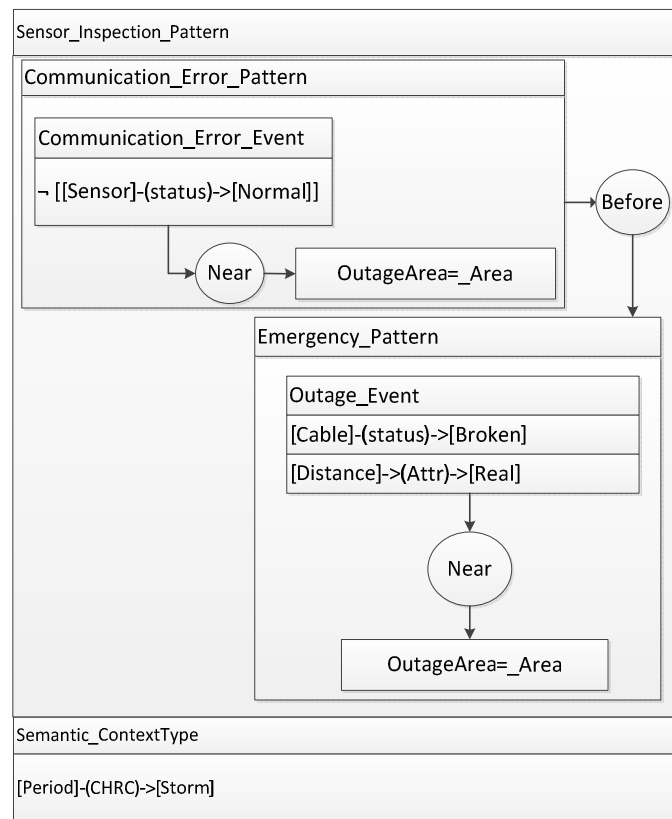 Sensor_Inspection_Pattern
Communication_Error_Pattern
Communication_Error_Event
¬ [[Sensor]-(status)->[Normal]]
Before
Near
OutageArea=_Area
Emergency_Pattern
Outage_Event
[Cable]-(status)->[Broken]
[Distance]->(Attr)->[Real]
Near
OutageArea=_Area
Semantic_ContextType
[Period]-(CHRC)->[Storm]